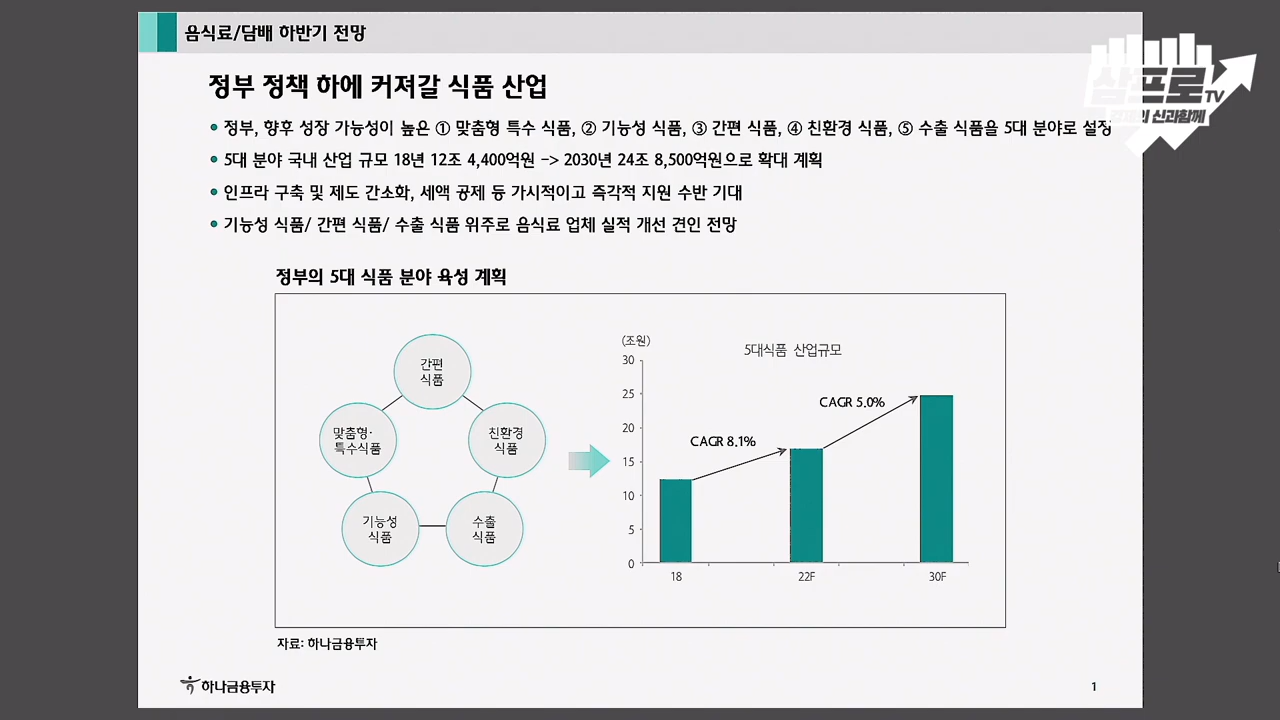 음식료/담배 하반기 전망
삼프로TV
경제의 신과함께
정부 정책 하에 커져갈 식품 산업
• 정부, 향후 성장 가능성이 높은 ① 맞춤형 특수 식품, ② 기능성 식품, ③ 간편 식품, ④ 친환경 식품, ⑤ 수출 식품을 5대 분야로 설정
• 5대 분야 국내 산업 규모 18년 12조 4,400억원 -> 2030년 24조 8,500억원으로 확대 계획
• 인프라 구축 및 제도 간소화, 세액 공제 등 가시적이고 즉각적 지원 수반 기대
• 기능성 식품/ 간편 식품/ 수출 식품 위주로 음식료 업체 실적 개선 견인 전망
정부의 5대 식품 분야 육성 계획
간편
식품
맞춤형·
특수식품
친환경
식품
기능성
식품
수출
식품
(조원)
5대식품 산업규모
30
25
20
15
10
5
0
CAGR 8.1%
CAGR 5.0%
18
22F
30F
자료: 하나금융투자
하나금융투자
1